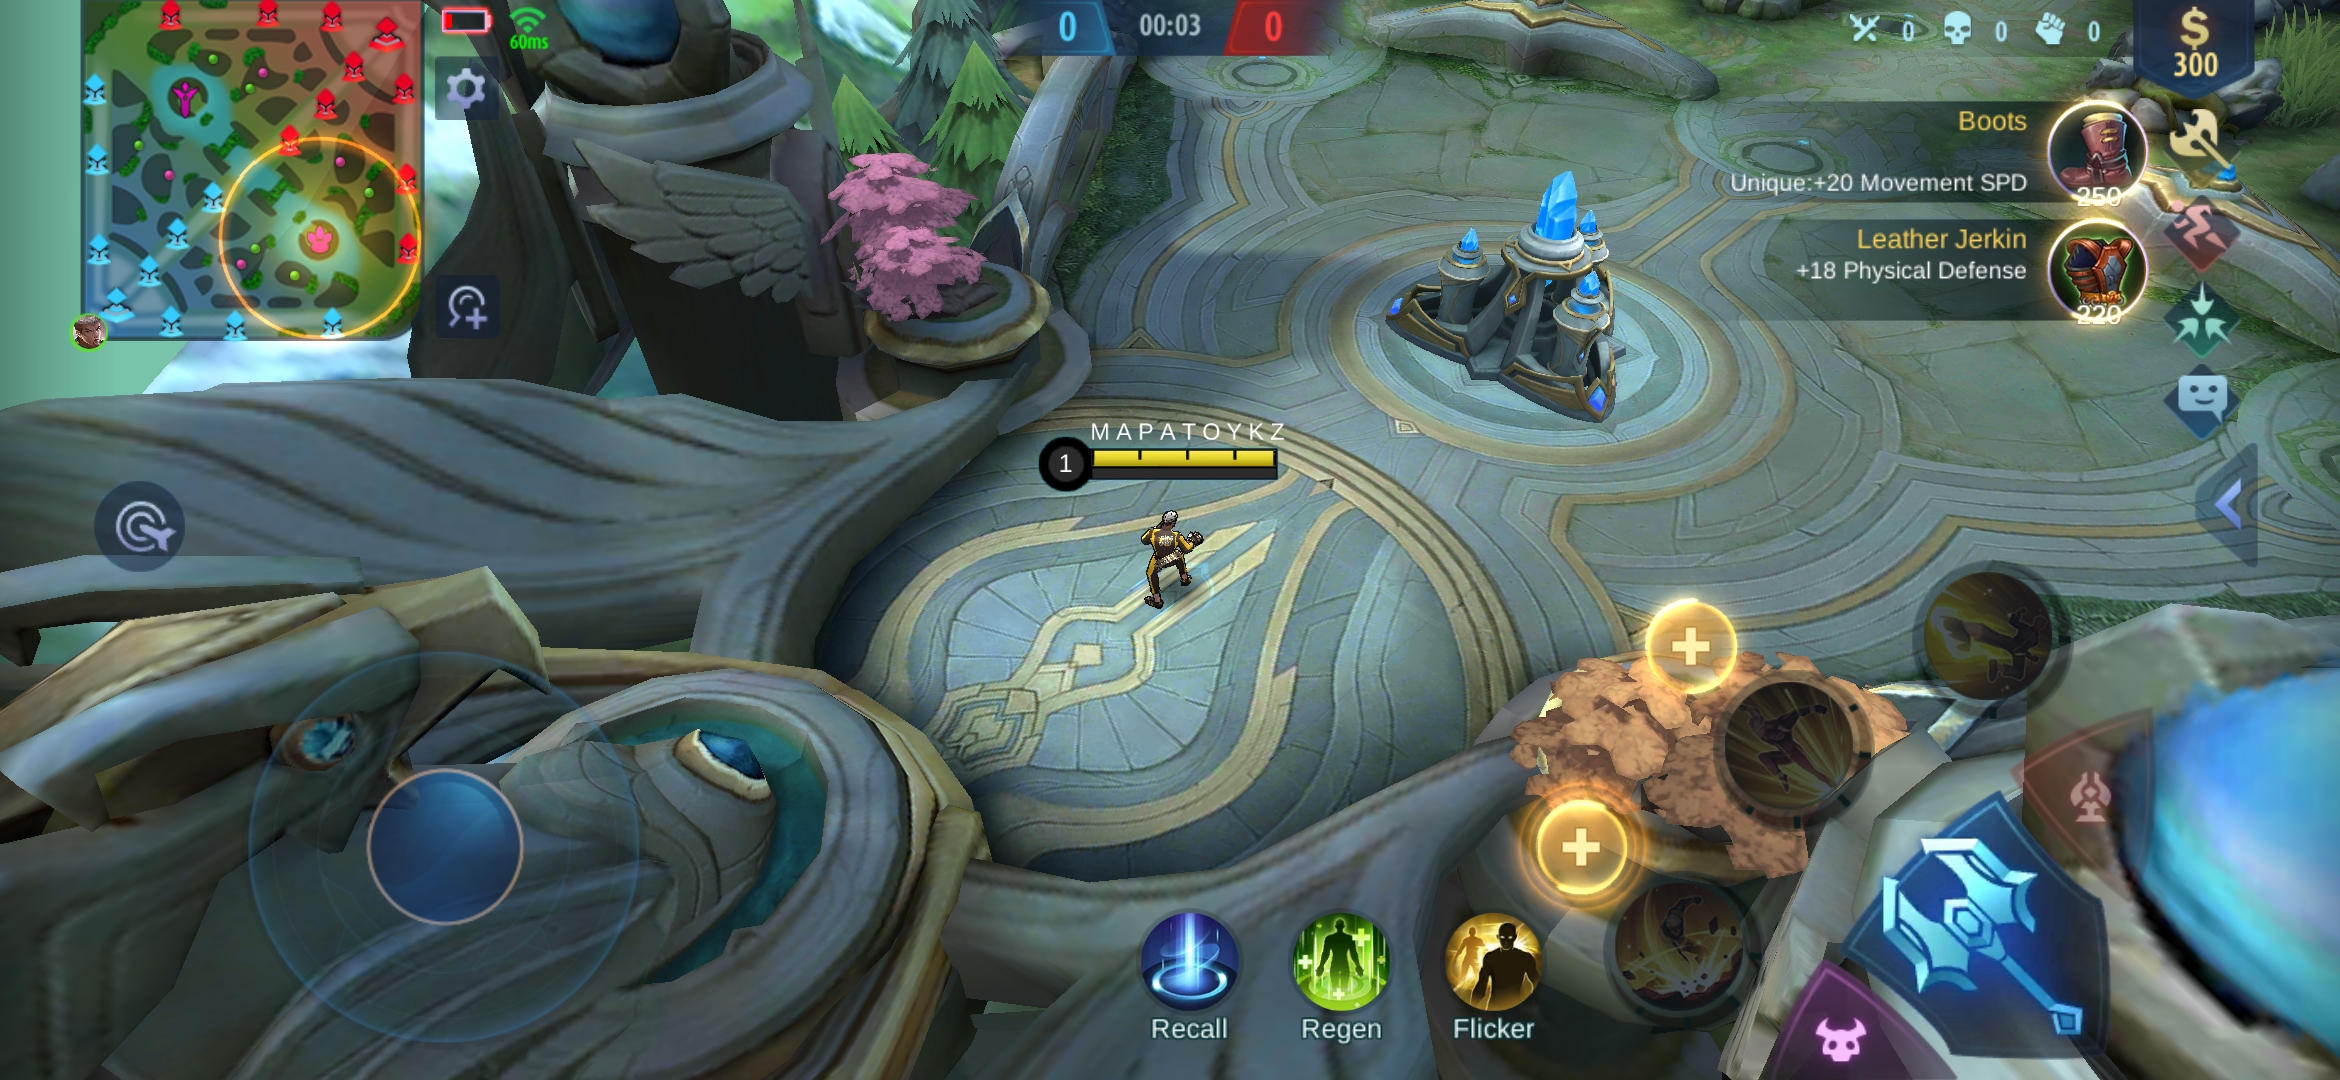 60ms
0
00:03
0
0
0
0
$
300
Boots
Unique:+20 Movement SPD
250
Leather Jerkin
+18 Physical Defense
220
MAPATOYKZ
1
Recall
Regen
Flicker